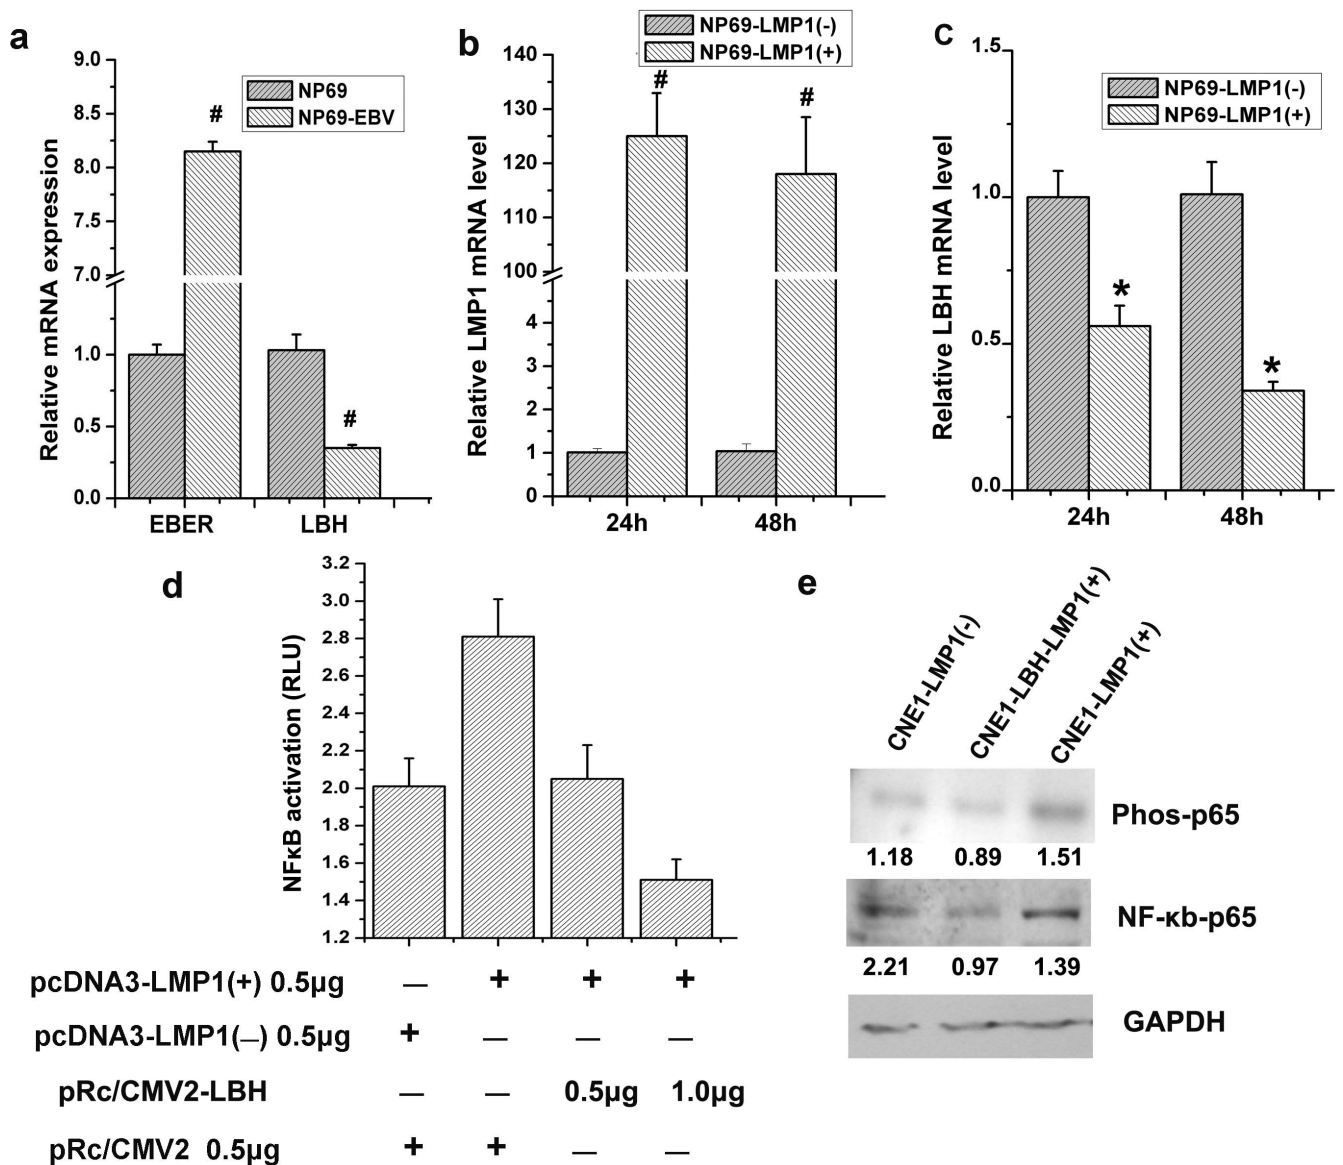 a
9.0
8.5
8.0
7.5
7.0
1.0
0.5
0.0
Relative mRNA expression
NP69
NP69-EBV
#
#
EBER LBH
b
140
130
120
110
100
4
3
2
1
0
Relative LMP1 mRNA level
NP69-LMP1(-)
NP69-LMP1(+)
#
#
24h 48h
c
1.5
1.0
0.5
0.0
Relative LBH mRNA level
NP69-LMP1(-)
NP69-LMP1(+)
*
*
24h 48h
d
3.2
3.0
2.8
2.6
2.4
2.2
2.0
1.8
1.6
1.4
1.2
NFκB activation (RLU)
pcDNA3-LMP1(+) 0.5μg — + + +
pcDNA3-LMP1(—) 0.5μg + — — —
pRc/CMV2-LBH — — 0.5μg 1.0μg
pRc/CMV2 0.5μg + + — —
e
CNE1-LMP1(-)
CNE1-LBH-LMP1(+)
CNE1-LMP1(+)
Phos-p65
1.18 0.89 1.51
NF-κb-p65
2.21 0.97 1.39
GAPDH